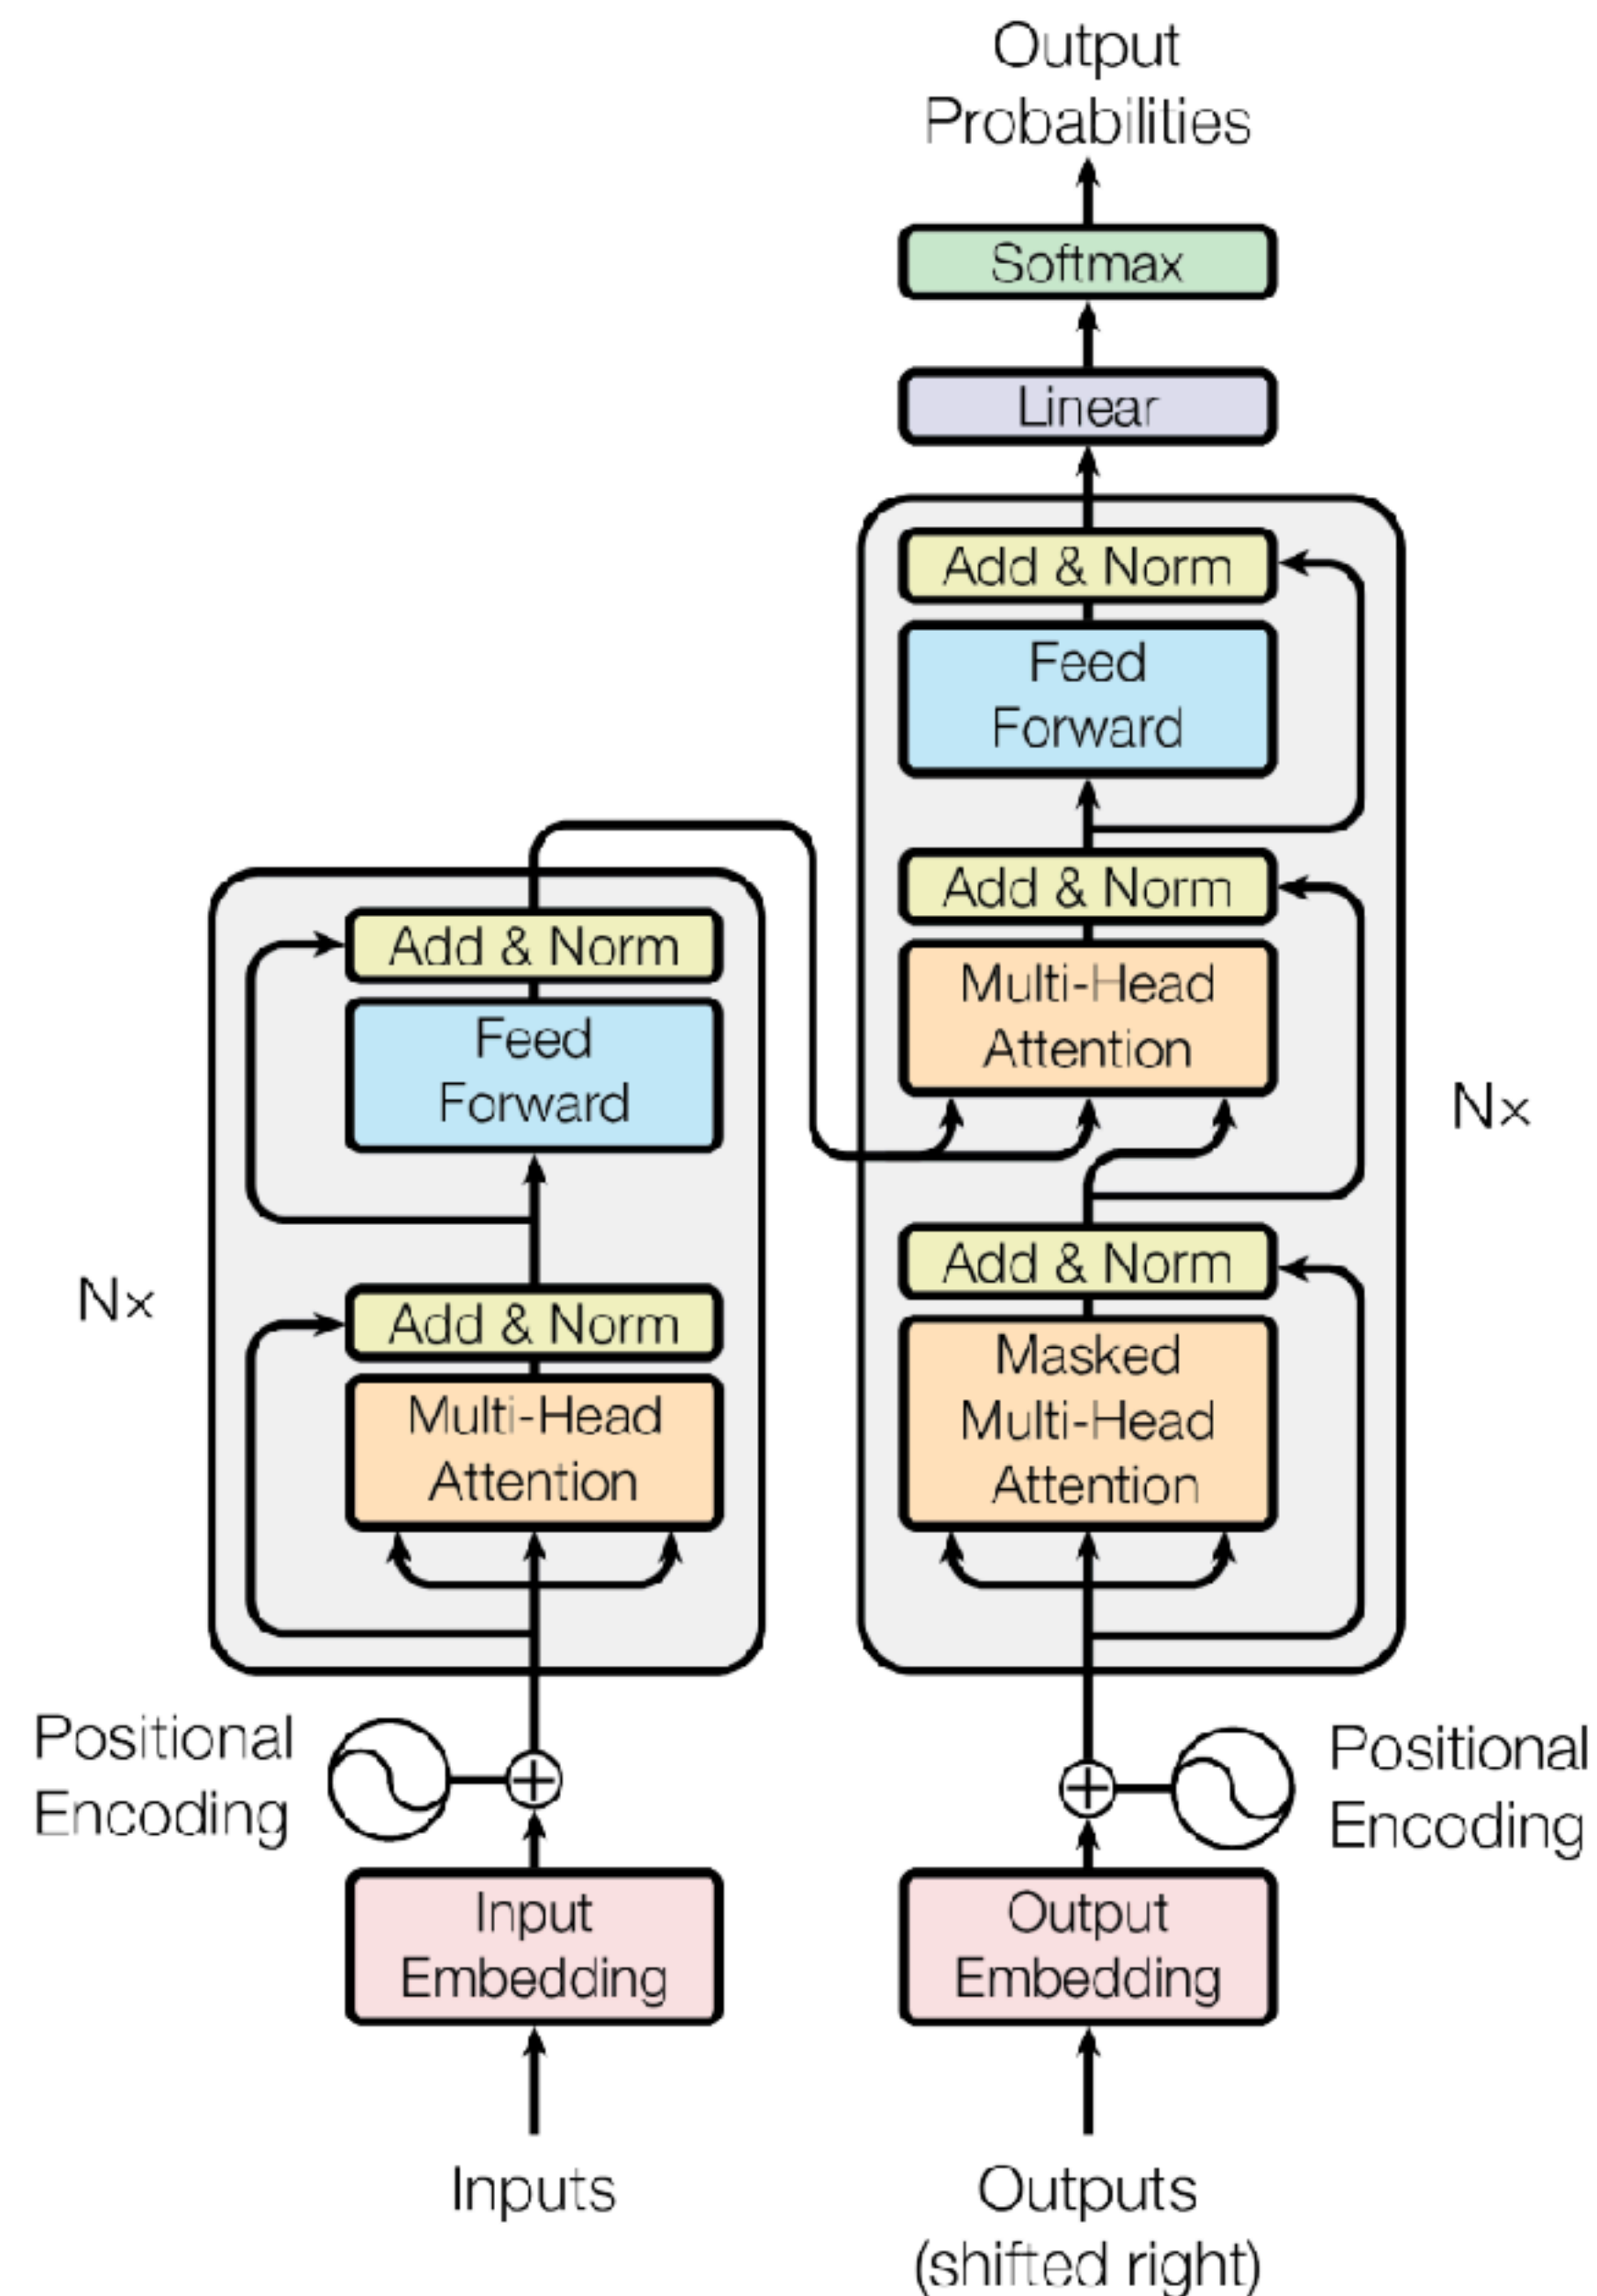 Output
Probabilities
Softmax
Linear
Add & Norm
Feed
Forward
Add & Norm
Multi-Head
Attention
Nx
Add & Norm
Masked
Multi-Head
Attention
Add & Norm
Feed
Forward
Nx
Add & Norm
Multi-Head
Attention
Positional
Encoding
Positional
Encoding
Input
Embedding
Output
Embedding
Inputs
Outputs
(shifted right)